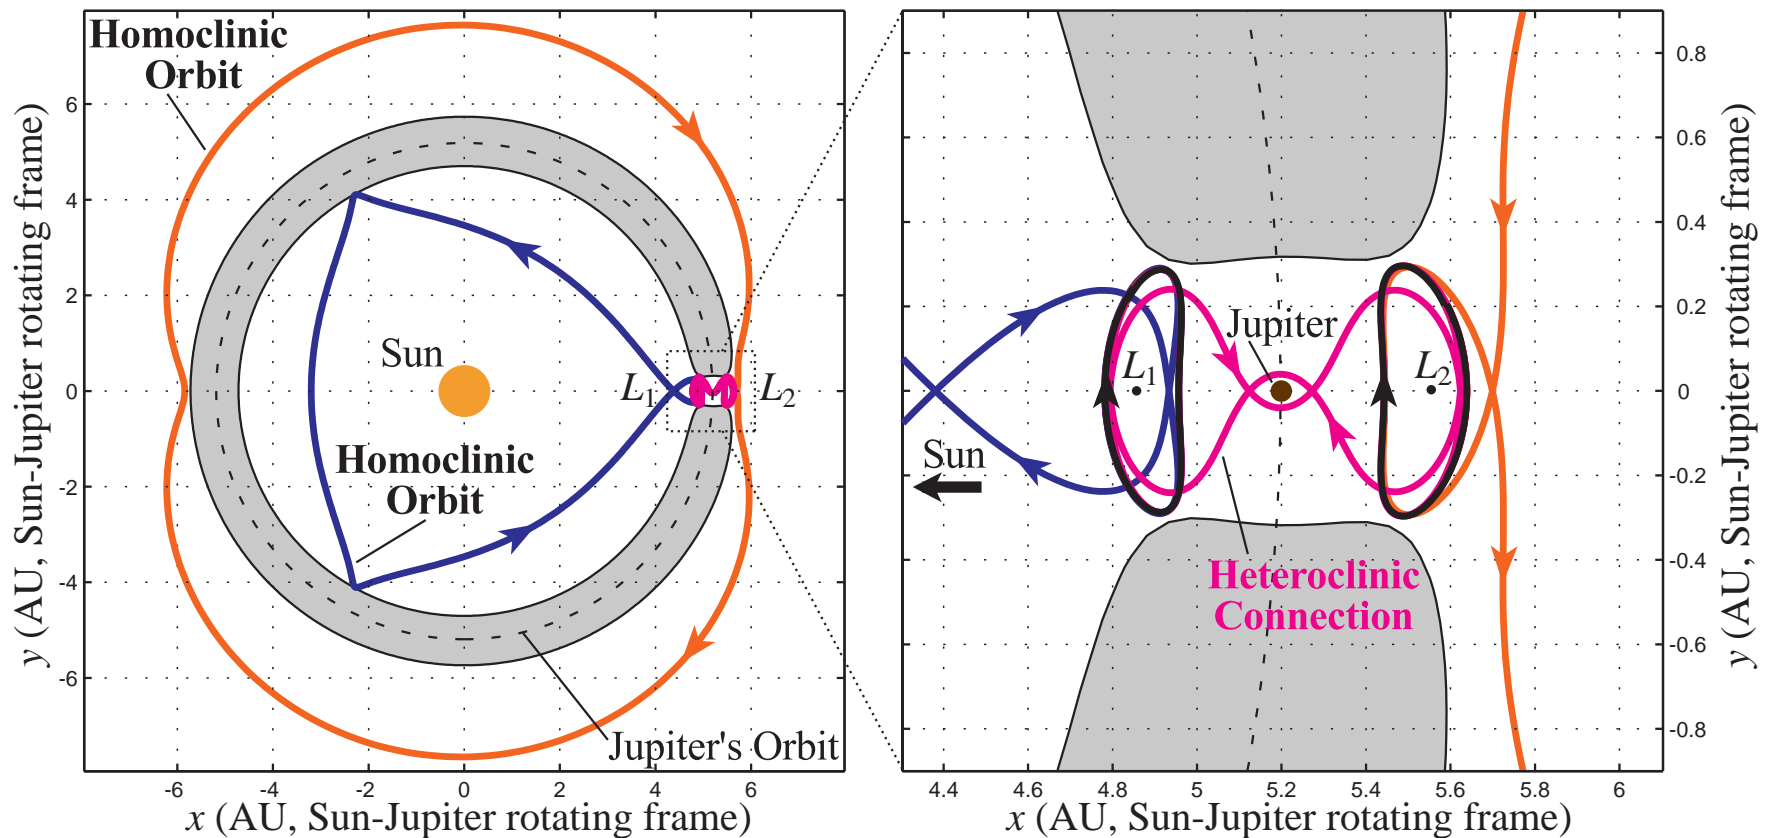 Homoclinic
Orbit
Sun
L1
L2
Homoclinic
Orbit
Jupiter's Orbit
6
4
2
0
-2
-4
-6
-6
-4
-2
0
2
4
6
x (AU, Sun-Jupiter rotating frame)
y (AU, Sun-Jupiter rotating frame)
Jupiter
L1
L2
Sun
Heteroclinic
Connection
0.8
0.6
0.4
0.2
0
-0.2
-0.4
-0.6
-0.8
4.4
4.6
4.8
5
5.2
5.4
5.6
5.8
6
x (AU, Sun-Jupiter rotating frame)
y (AU, Sun-Jupiter rotating frame)